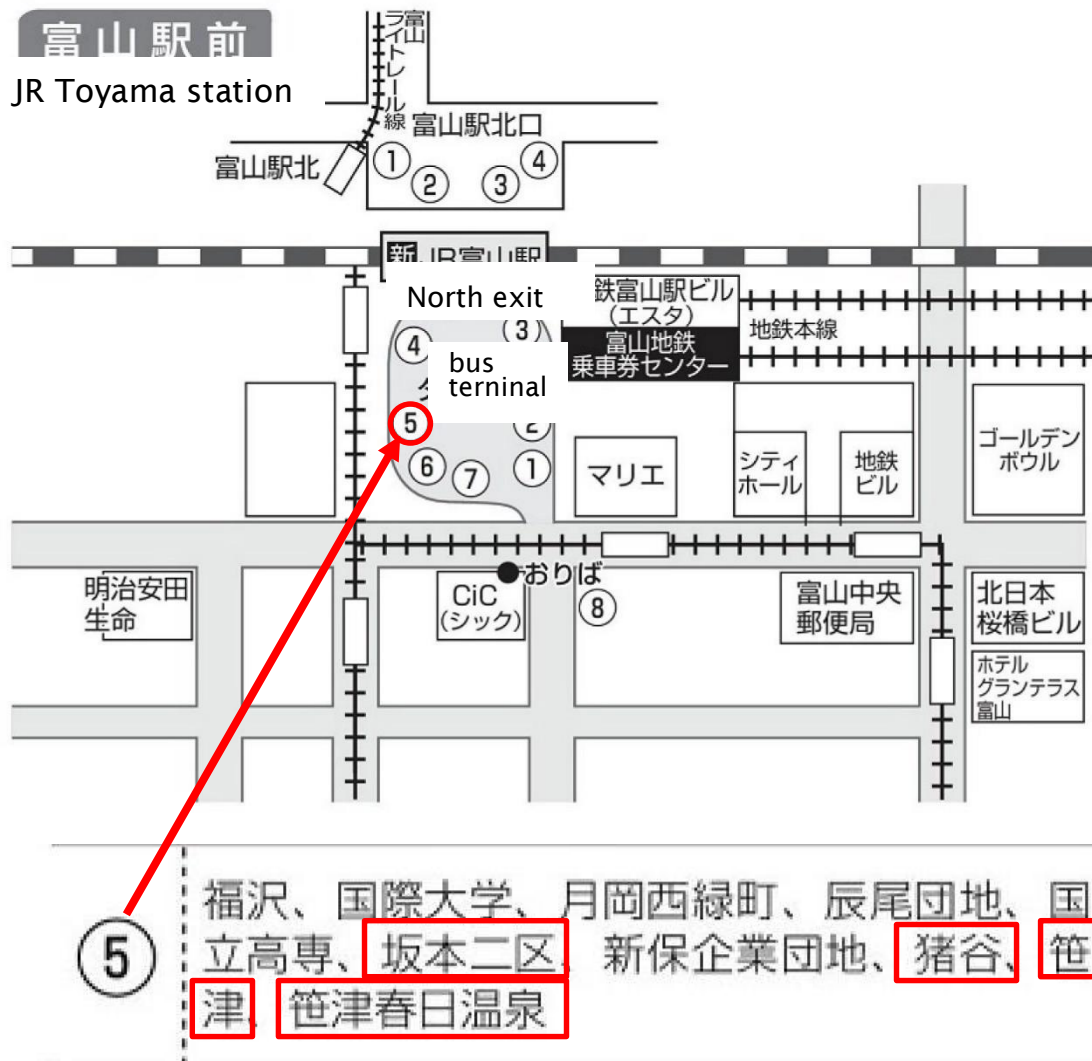 富山駅前
JR Toyama station
富山
ライトレール線
富山駅北口
富山駅北
①
②
③
④
新JR富山駅
North exit
鉄富山駅ビル
(エスタ)
富山地鉄
乗車券センター
地鉄本線
④
③
bus
terninal
⑤
②
⑥
⑦
①
マリエ
シティ
ホール
地鉄
ビル
ゴールデン
ボウル
明治安田
生命
CiC
(シック)
●おりば
⑧
富山中央
郵便局
北日本
桜橋ビル
ホテル
グランテラス
富山
⑤
福沢、国際大学、月岡西緑町、辰尾団地、国
立高専、坂本二区、新保企業団地、猪谷、笹
津、笹津春日温泉